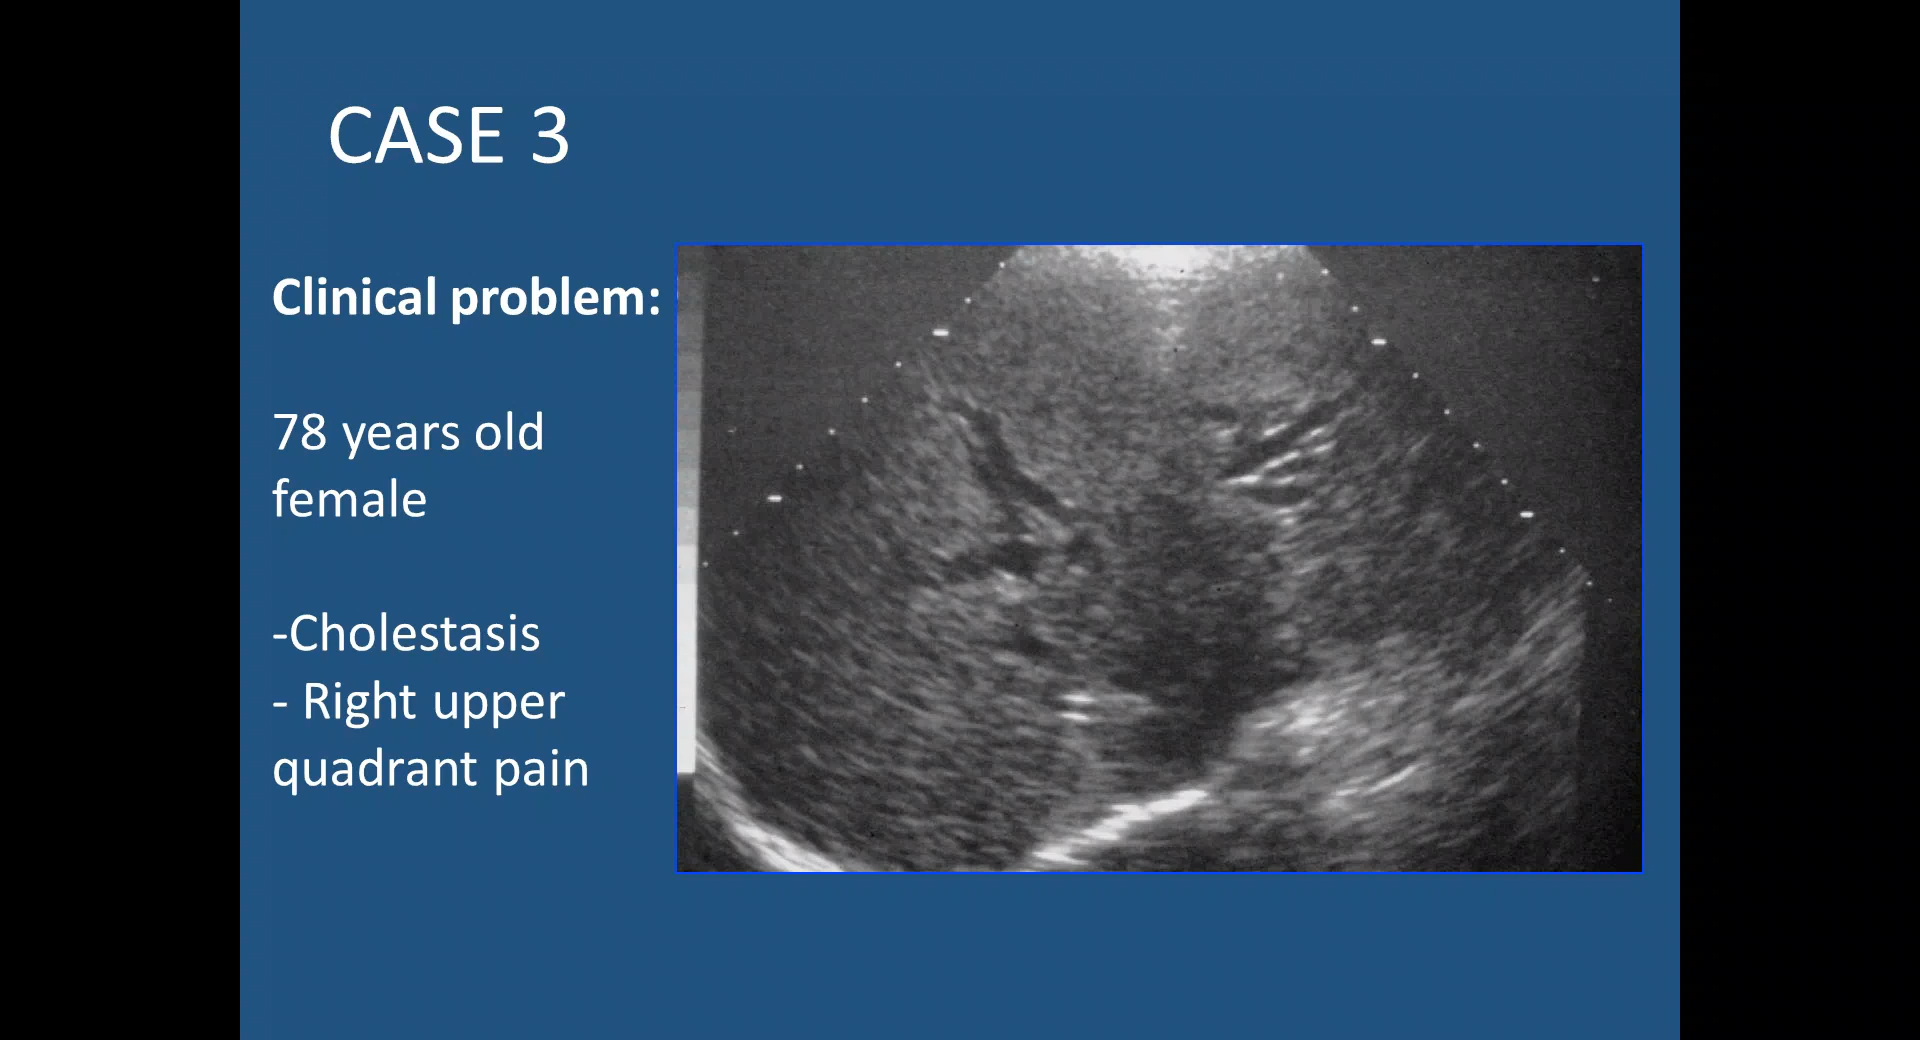 CASE 3
Clinical problem:
78 years old
female
-Cholestasis
- Right upper
quadrant pain